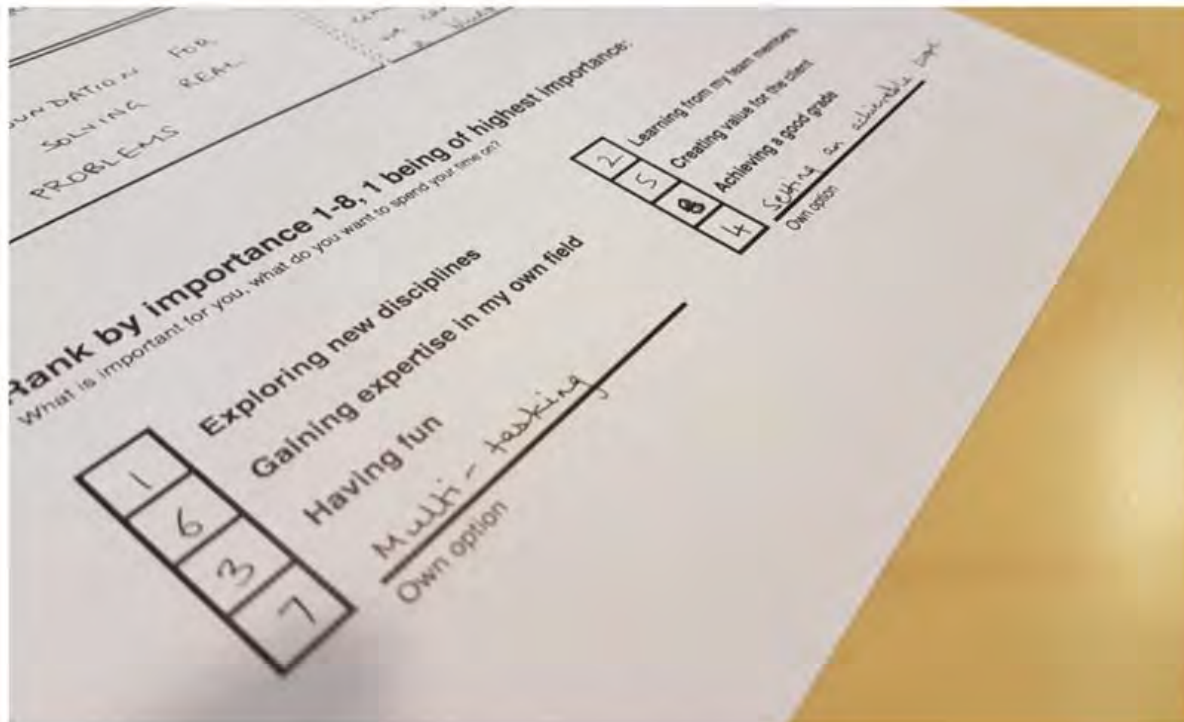 FOR
SOLVING REAL
PROBLEMS
Rank by importance 1-8, 1 being of highest importance:
What is important for you, what do you want to spend your time on?
1 Exploring new disciplines
6 Gaining expertise in my own field
3 Having fun
7 Multi-tasking
Own option
2 Learning from my team members
5 Creating value for the client
8 Achieving a good grade
4 Setting an achievable
Own option